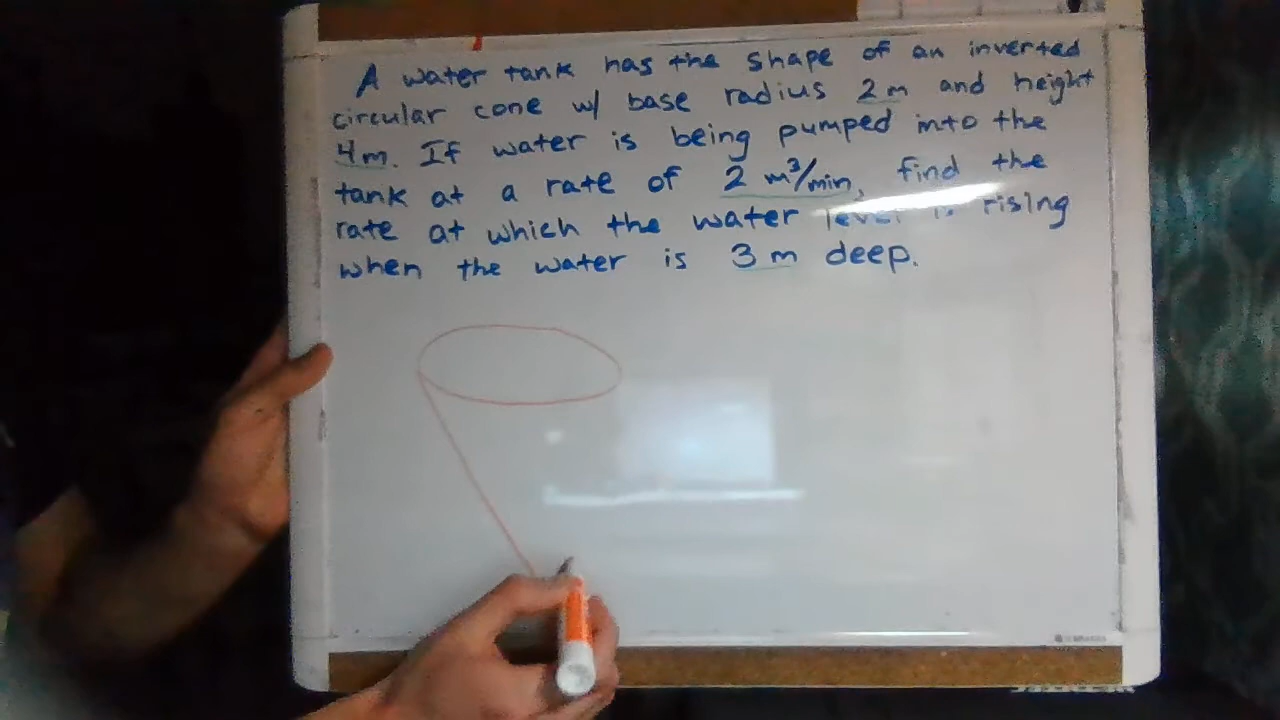 A water tank has the shape of an inverted
circular cone w/ base radius 2 m and height
4 m. If water is being pumped into the
tank at a rate of 2 m³/min, find the
rate at which the water level is rising
when the water is 3 m deep.